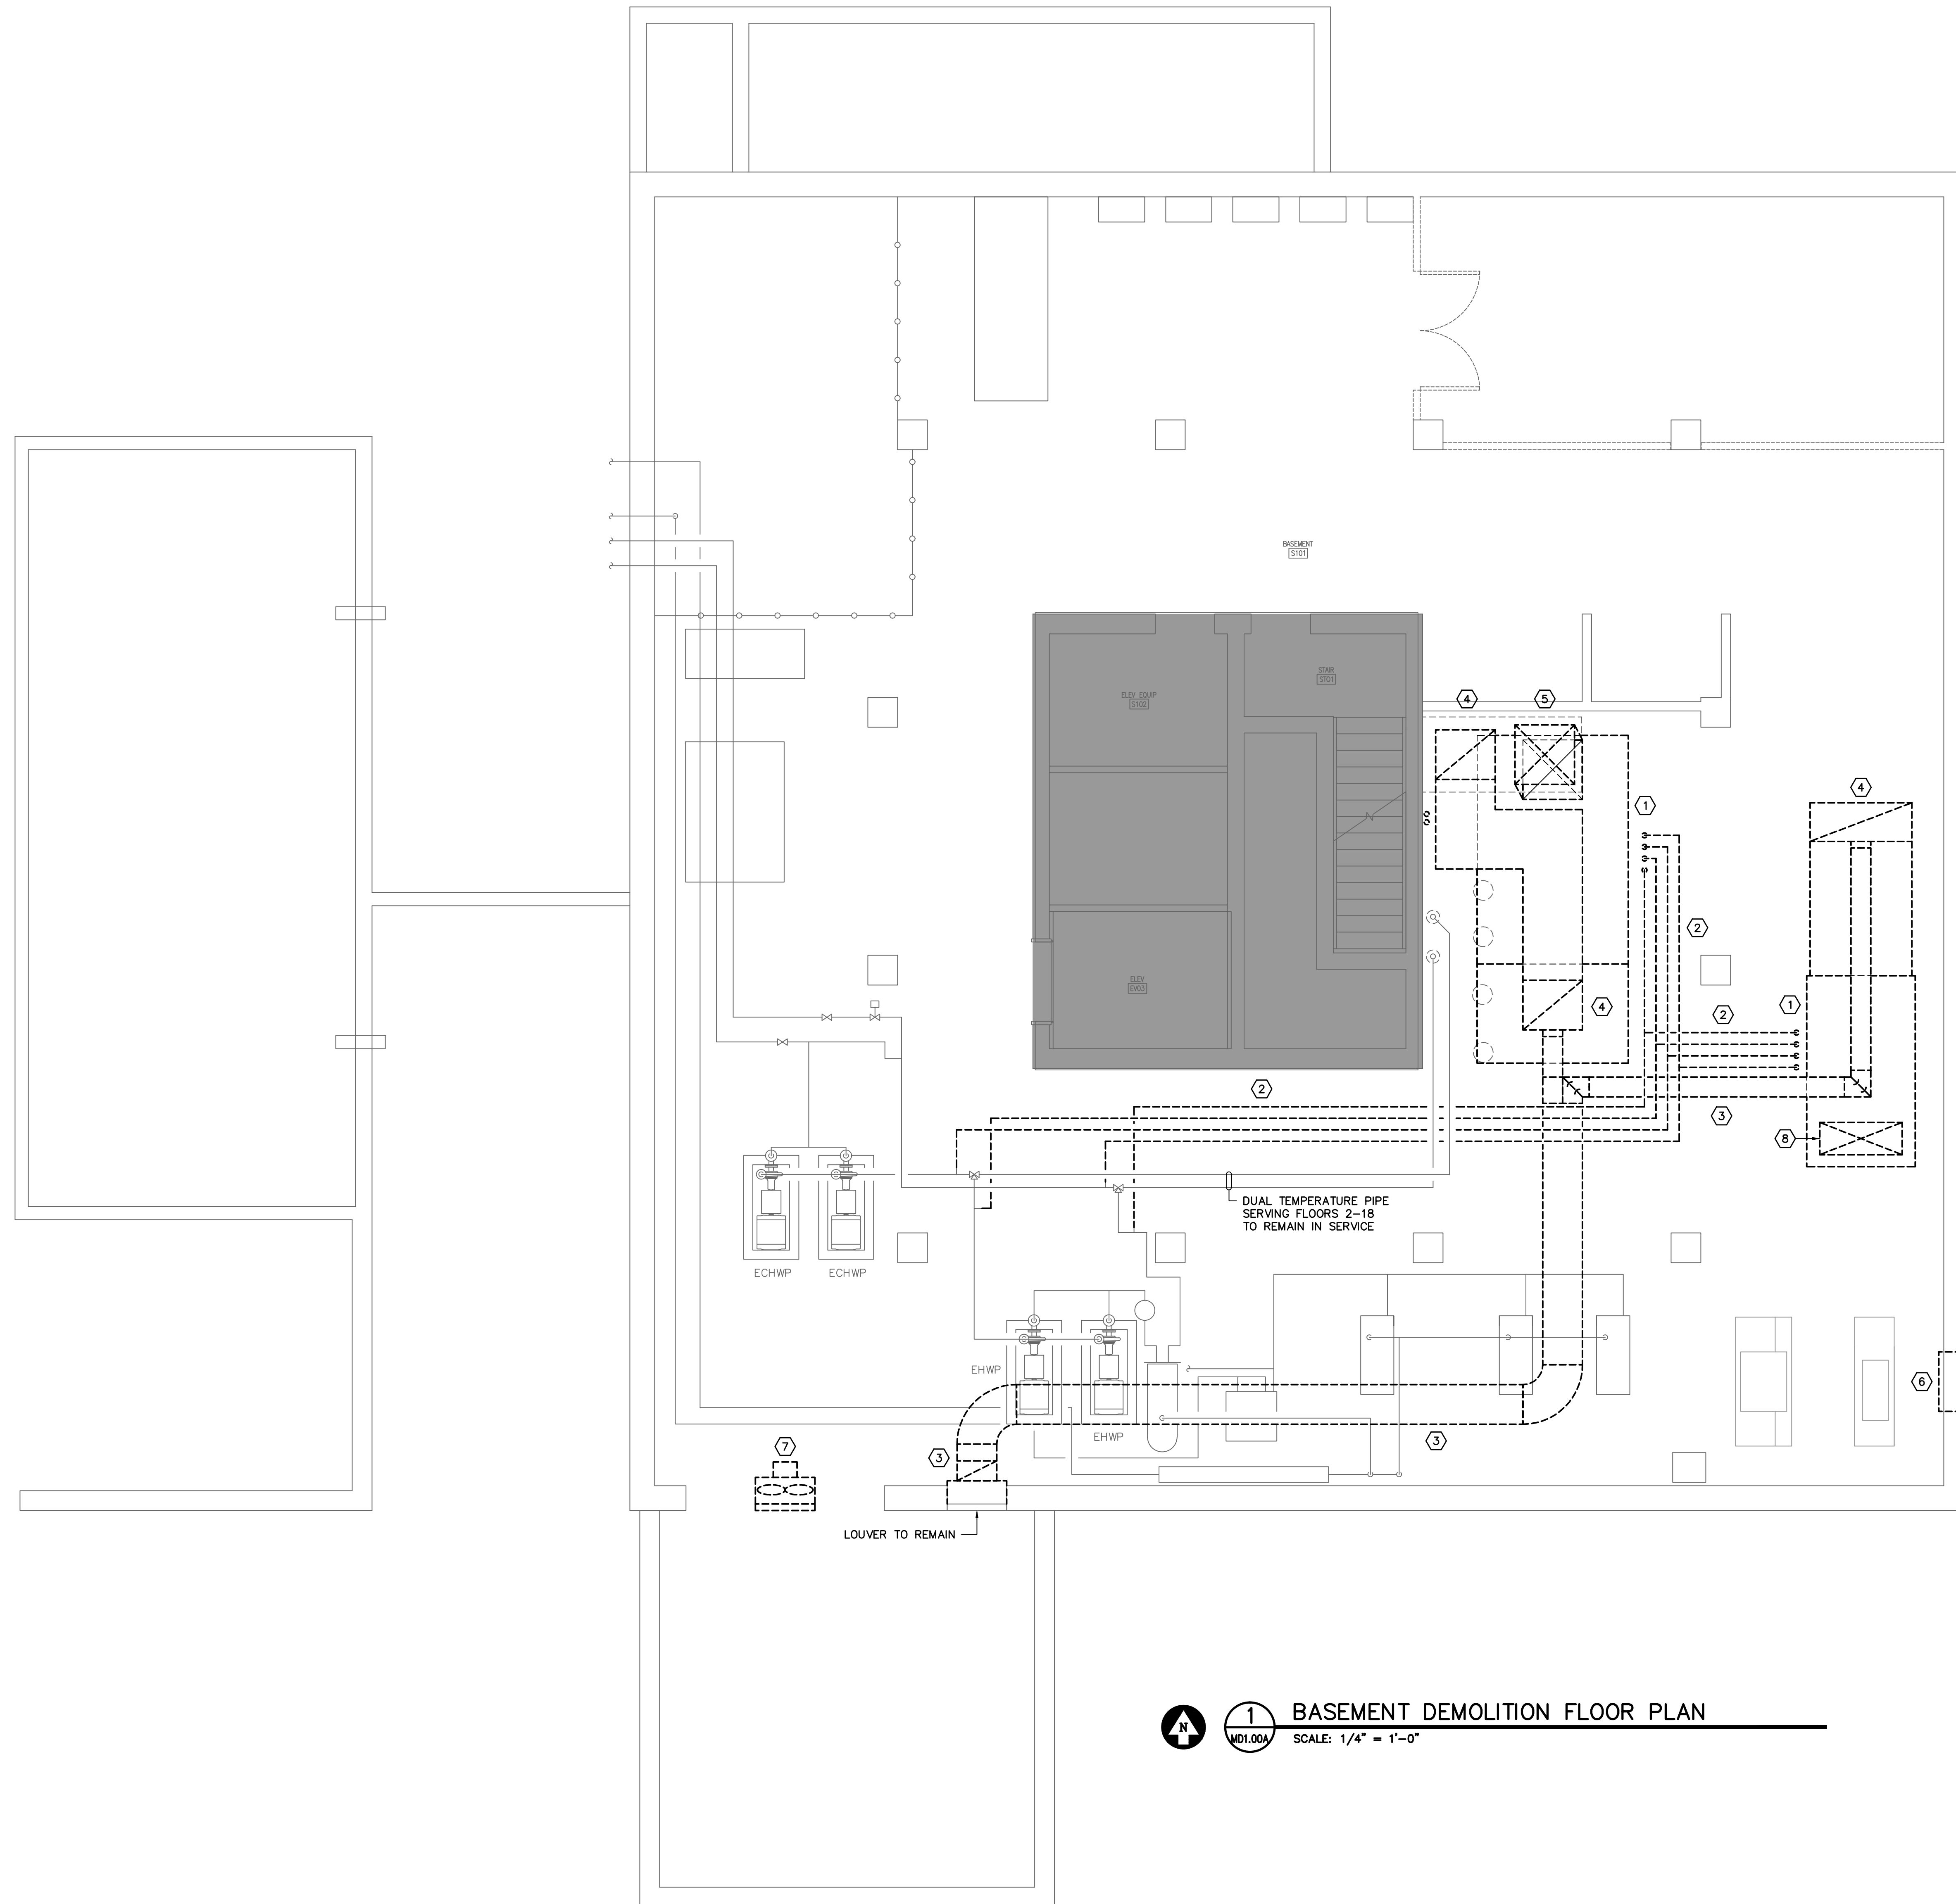 BASEMENT
S101
STAIR
ST01
ELEV EQUIP
S102
4
5
1
4
2
ELEV
EV03
4
1
2
2
3
8
DUAL TEMPERATURE PIPE
SERVING FLOORS 2-18
TO REMAIN IN SERVICE
ECHWP
ECHWP
EHWP
6
EHWP
3
7
3
LOUVER TO REMAIN
N
1
MD1.00A
BASEMENT DEMOLITION FLOOR PLAN
SCALE: 1/4" = 1'-0"